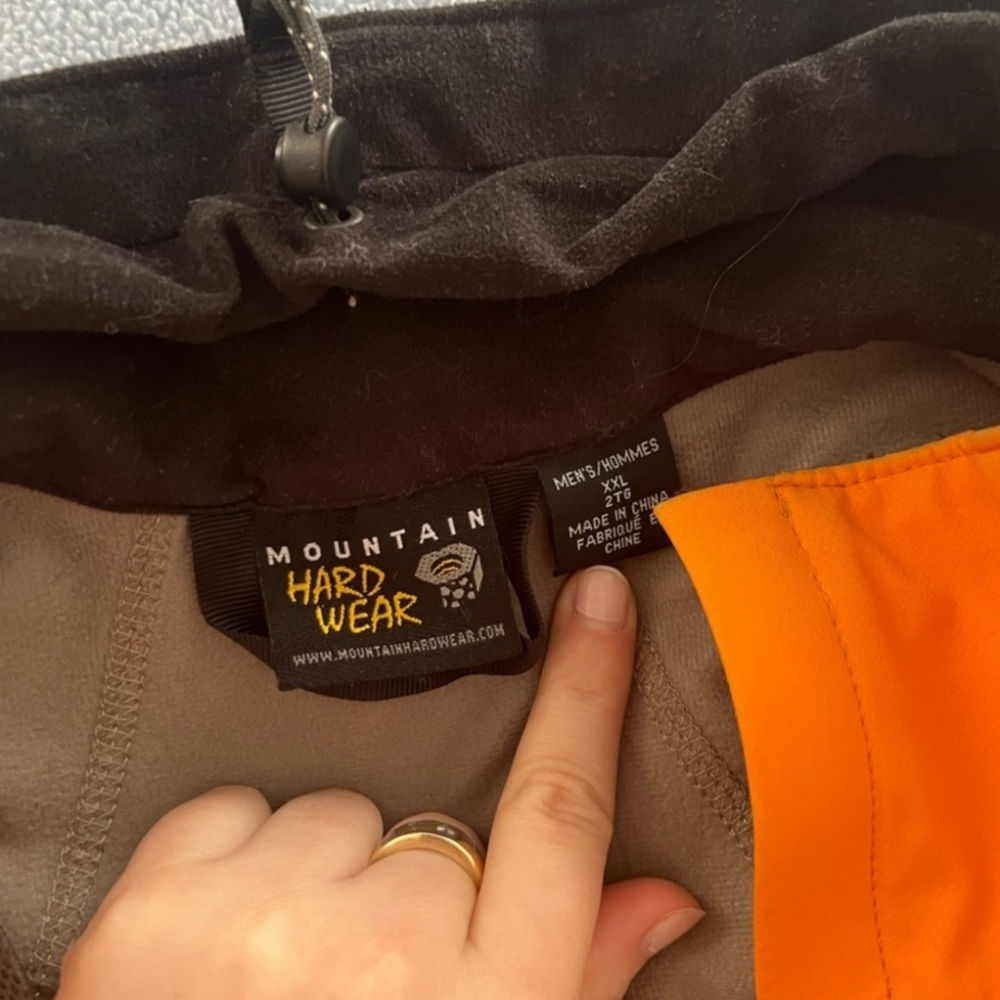 MOUNTAIN
HARD
WEAR
WWW.MOUNTAINHARDWEAR.COM
MEN'S/HOMMES
XXL
2TG
MADE IN CHINA
FABRIQUÉ E
CHINE